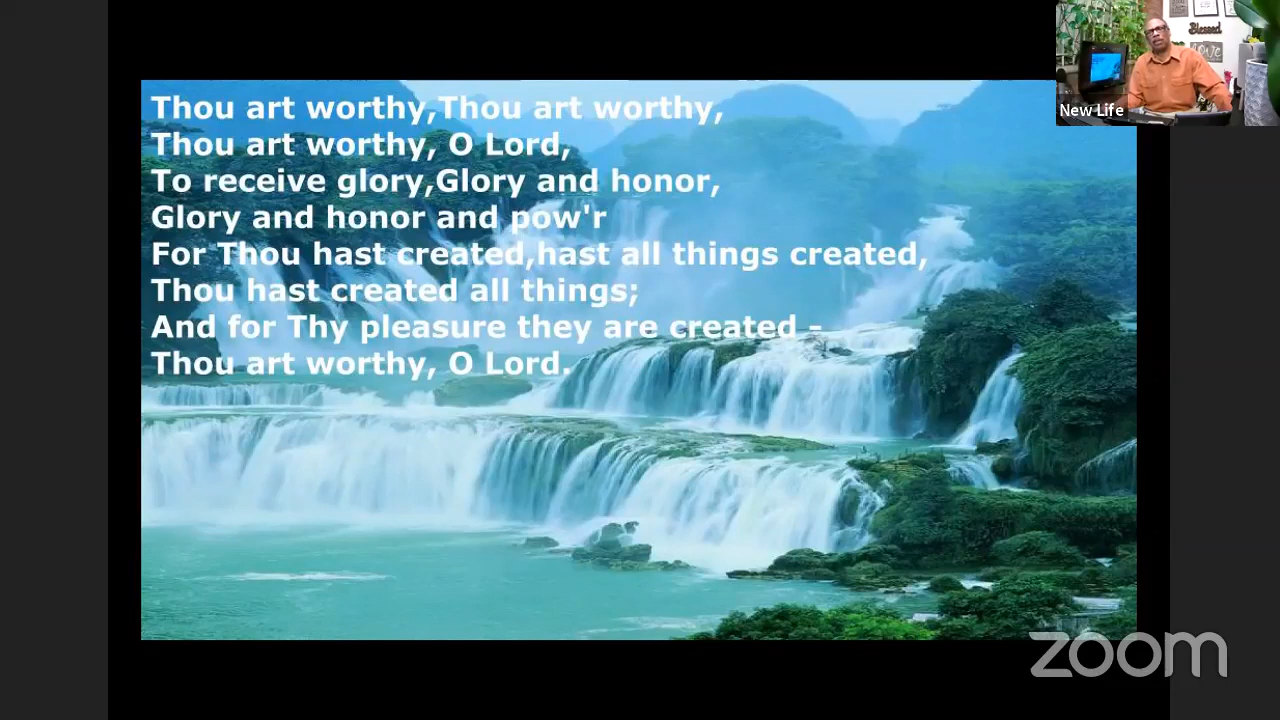 Thou art worthy,Thou art worthy,
Thou art worthy, O Lord,
To receive glory,Glory and honor,
Glory and honor and pow'r
For Thou hast created,hast all things created,
Thou hast created all things;
And for Thy pleasure they are created -
Thou art worthy, O Lord.
Blessed
LOVE
New Life
zoom